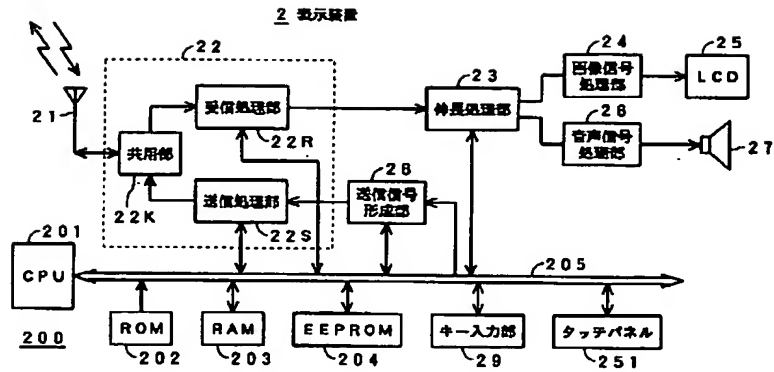 2 表示装置
22
24
25
画像信号
処理部
LCD
23
受信処理部
伸長処理部
26
21
22R
音声信号
処理部
27
共用部
28
22K
送信処理部
送信信号
形成部
201
22S
CPU
205
ROM
RAM
EEPROM
キー入力部
タッチパネル
200
202
203
204
29
251